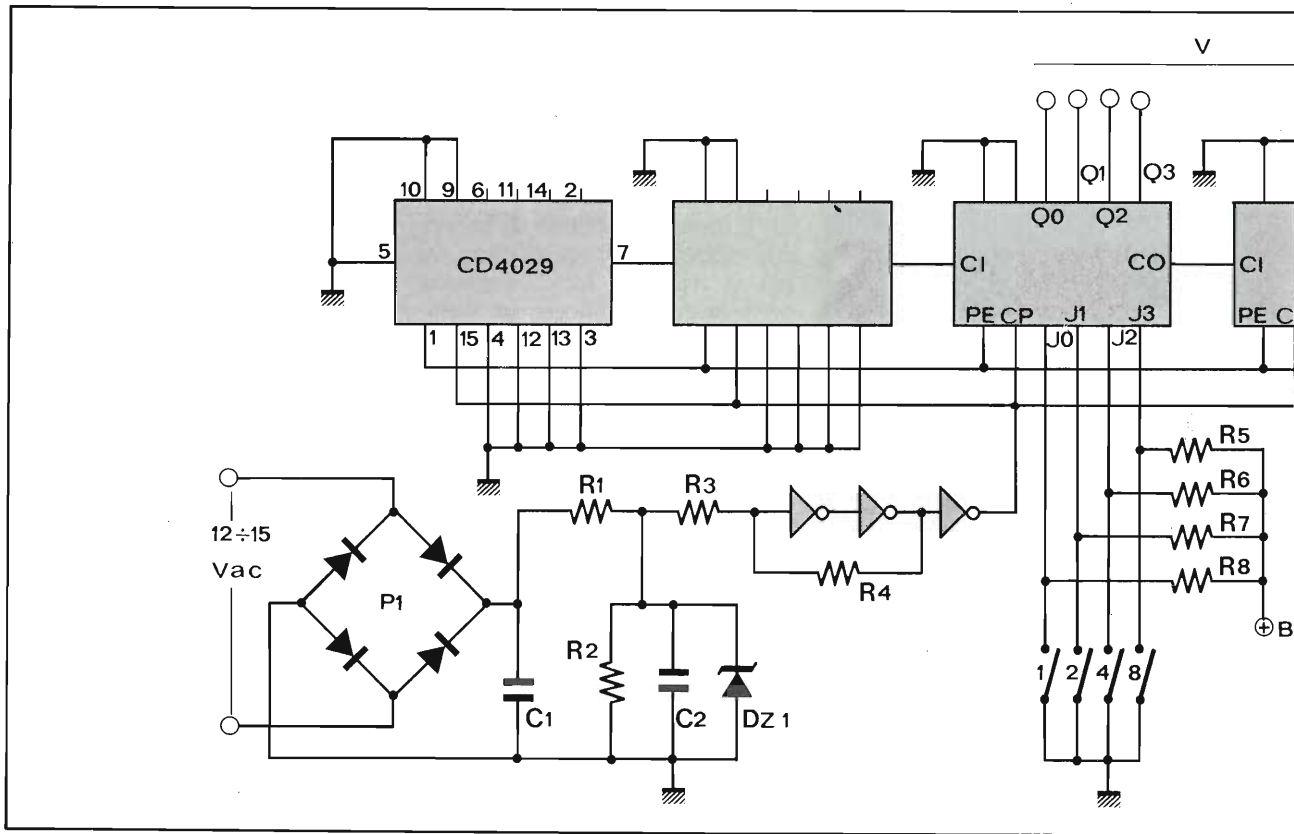 V
Q1 Q3
10 9 6 11 14 2
Q0 Q2
5 CD4029 7 CI CO CI
PE CP J1 J3 PE C
1 15 4 12 13 3 J0 J2
R5
R1 R3 R6
12÷15
Vac
R7
R4 R8
P1
+B
R2
1 2 4 8
C1 C2 DZ1